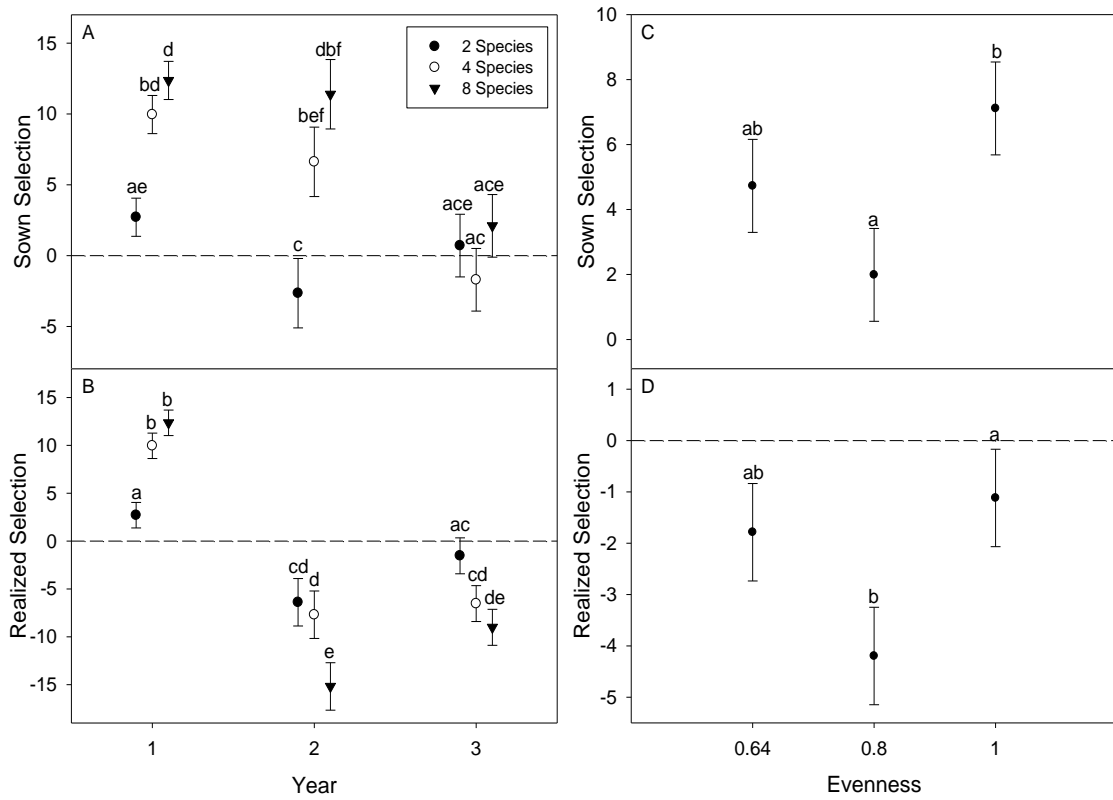 A
2 Species
4 Species
8 Species
15
10
5
0
-5
Sown Selection
ae
bd
d
c
bef
dbf
ace
ac
ace
B
15
10
5
0
-5
-10
-15
Realized Selection
a
b
b
cd
d
e
ac
cd
de
1
2
3
Year
C
10
8
6
4
2
0
Sown Selection
ab
a
b
D
1
0
-1
-2
-3
-4
-5
Realized Selection
ab
b
a
0.64
0.8
1
Evenness